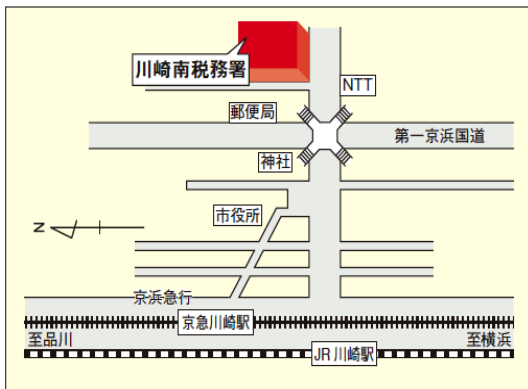 川崎南税務署
NTT
郵便局
第一京浜国道
神社
市役所
N
京浜急行
京急川崎駅
至品川
至横浜
JR 川崎駅